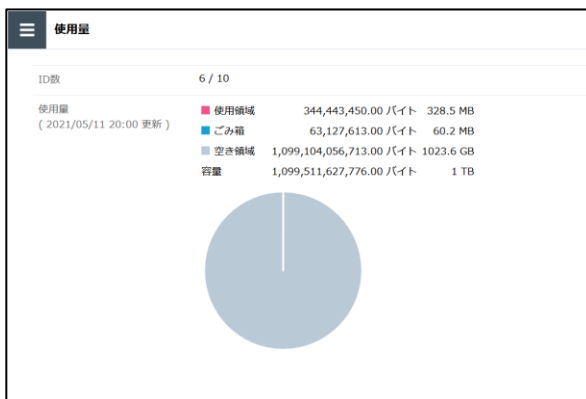 使用量
ID数 6 / 10
使用量
( 2021/05/11 20:00 更新 )
使用領域 344,443,450.00 バイト 328.5 MB
ごみ箱 63,127,613.00 バイト 60.2 MB
空き領域 1,099,104,056,713.00 バイト 1023.6 GB
容量 1,099,511,627,776.00 バイト 1 TB